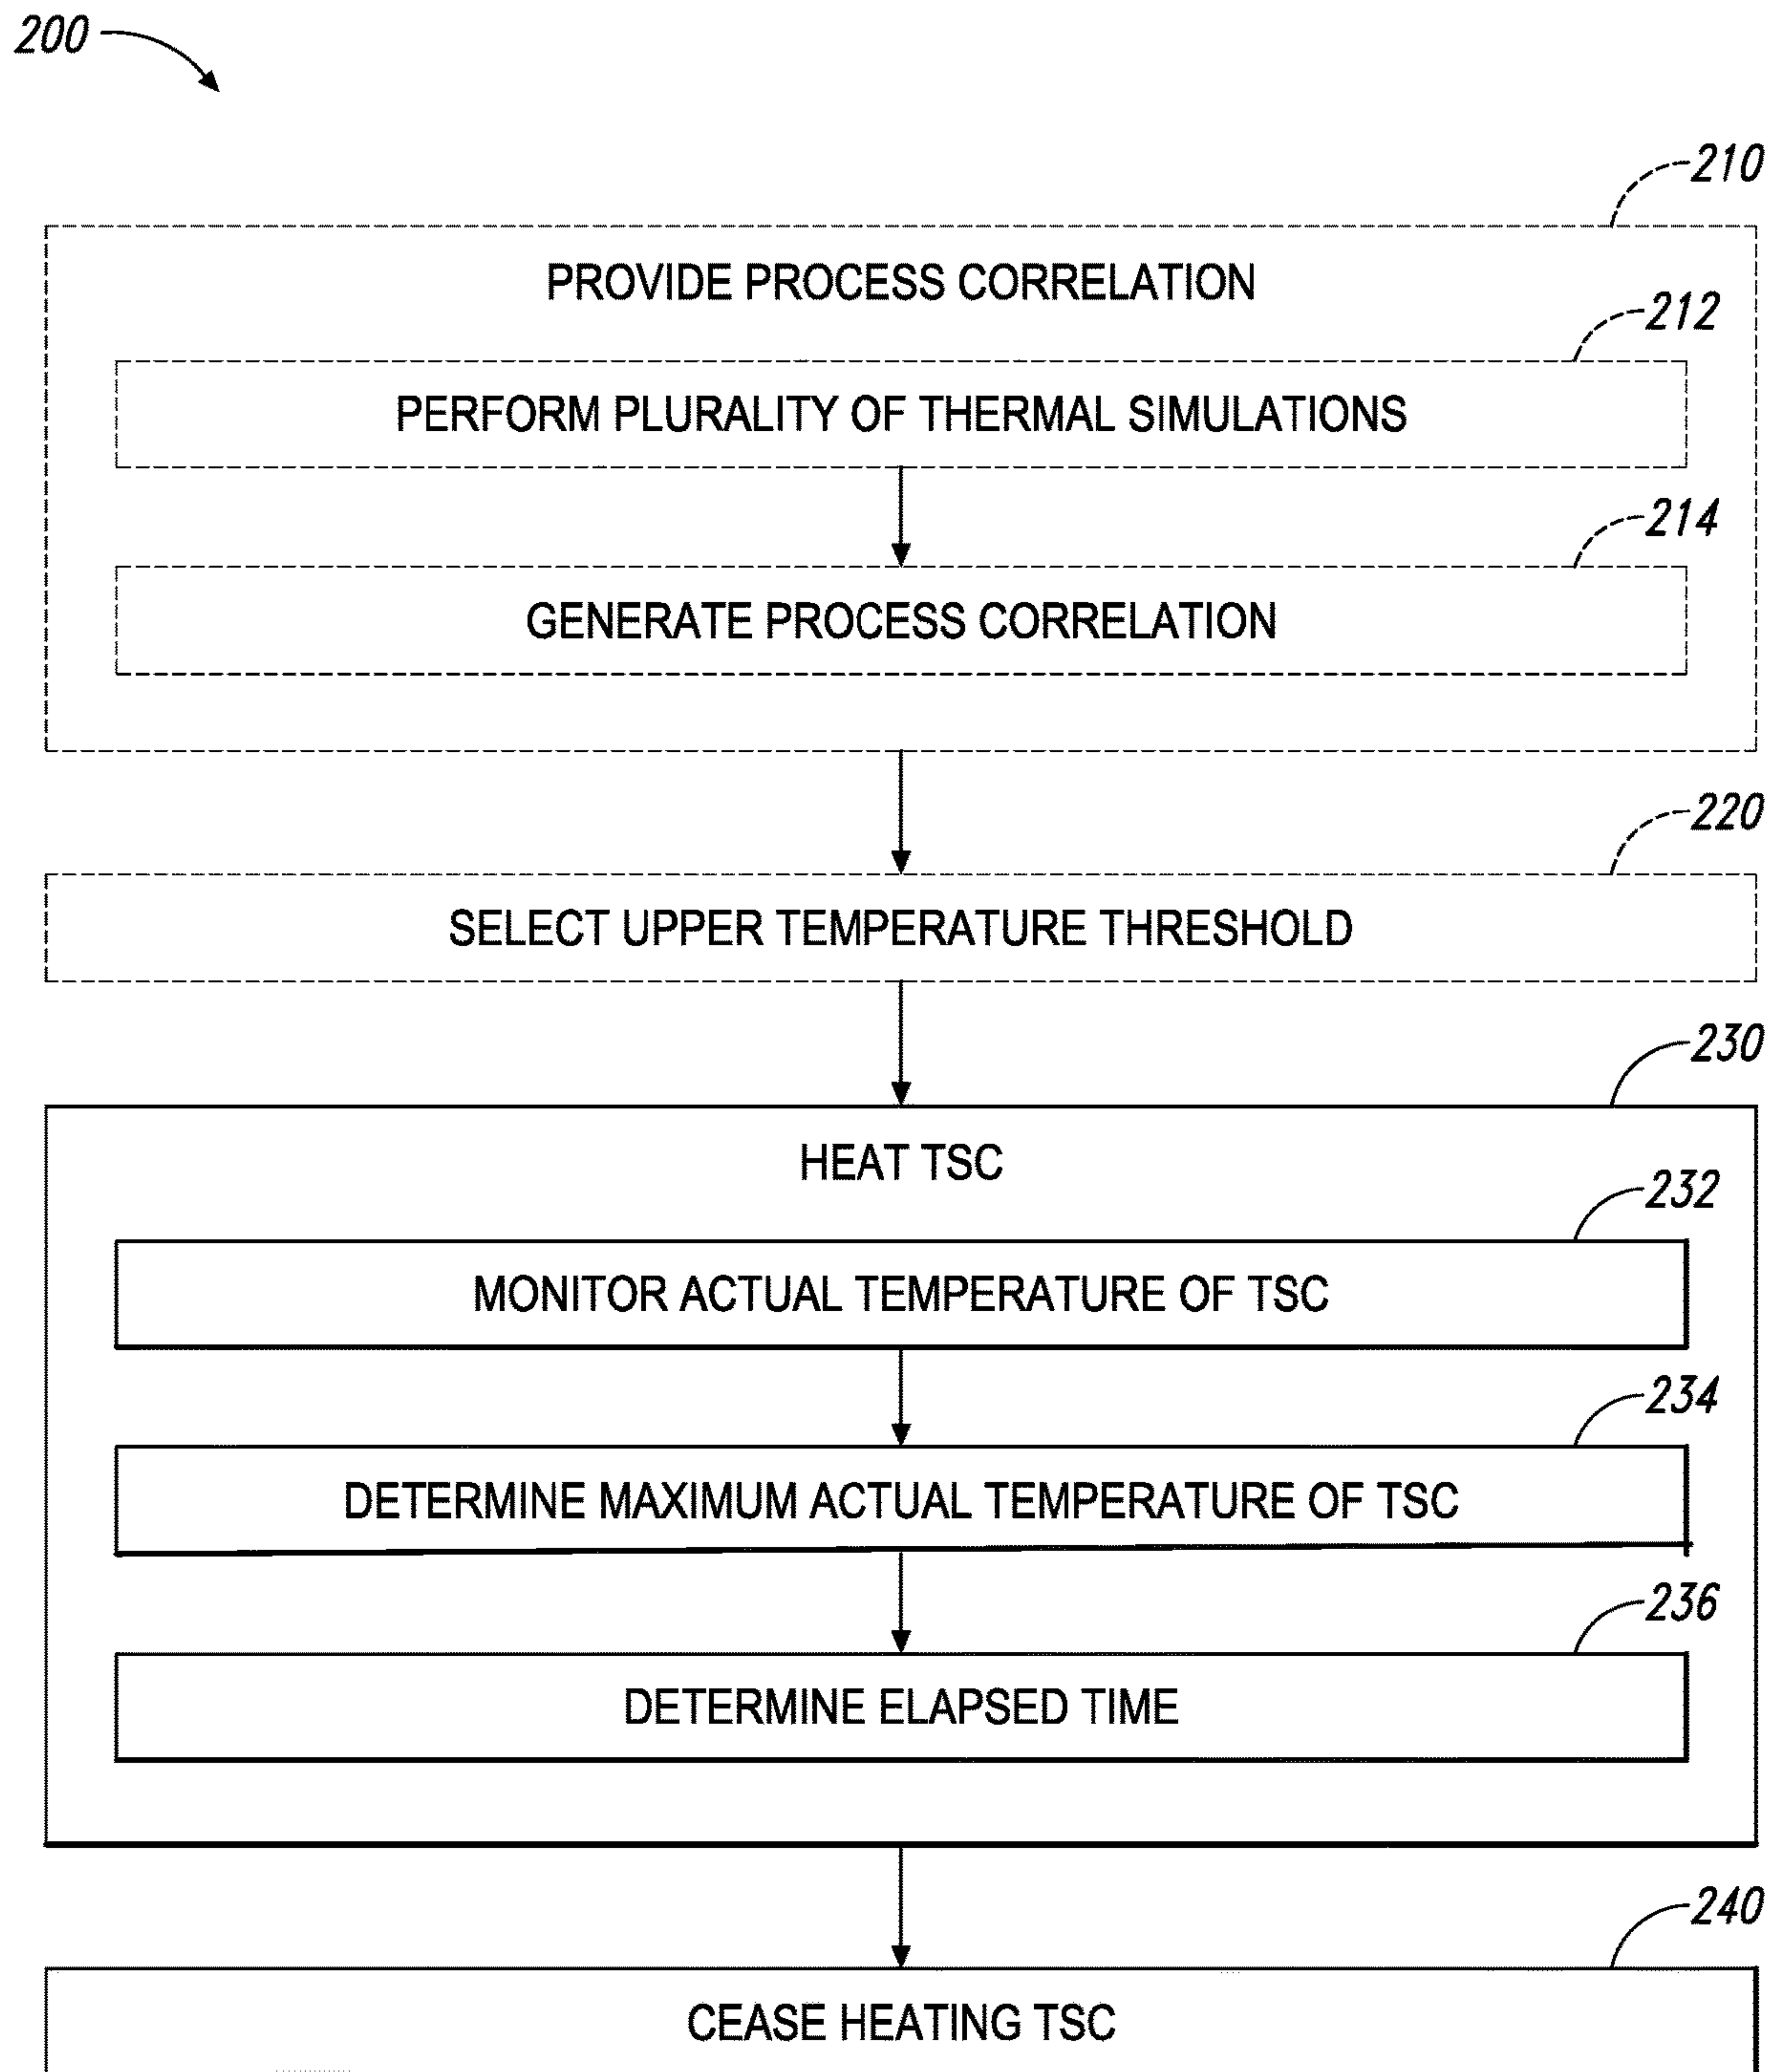 200
210
PROVIDE PROCESS CORRELATION
212
PERFORM PLURALITY OF THERMAL SIMULATIONS
214
GENERATE PROCESS CORRELATION
220
SELECT UPPER TEMPERATURE THRESHOLD
230
HEAT TSC
232
MONITOR ACTUAL TEMPERATURE OF TSC
234
DETERMINE MAXIMUM ACTUAL TEMPERATURE OF TSC
236
DETERMINE ELAPSED TIME
240
CEASE HEATING TSC